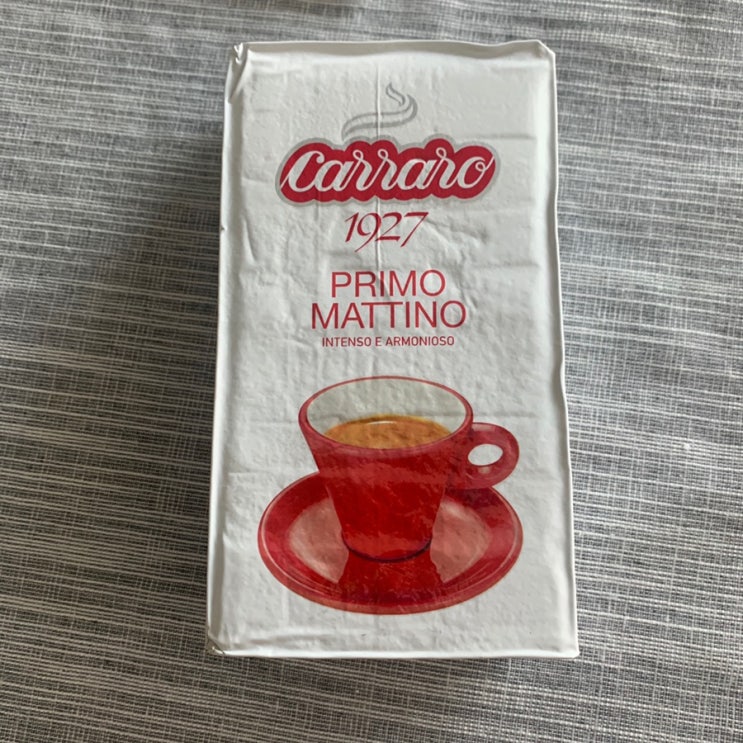 Carraro
1927
PRIMO
MATTINO
INTENSO E ARMONIOSO